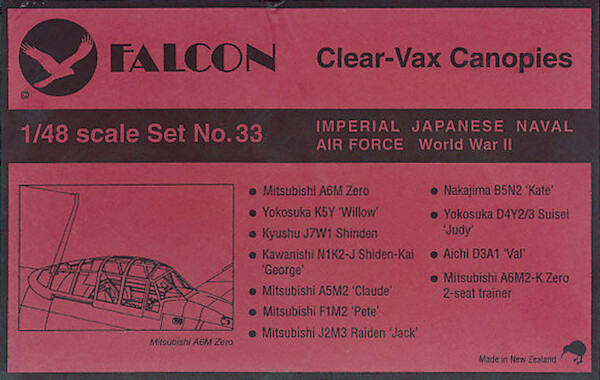 FALCON
Clear-Vax Canopies
©
1/48 scale Set No.33
IMPERIAL JAPANESE NAVAL
AIR FORCE World War II
• Mitsubishi A6M Zero
• Yokosuka K5Y 'Willow'
• Kyushu J7W1 Shinden
• Kawanishi N1K2-J Shiden-Kai
'George'
• Mitsubishi A5M2 'Claude'
• Mitsubishi F1M2 'Pete'
• Mitsubishi J2M3 Raiden 'Jack'
• Nakajima B5N2 'Kate'
• Yokosuka D4Y2/3 Suisei
'Judy'
• Aichi D3A1 'Val'
• Mitsubishi A6M2-K Zero
2-seat trainer
Mitsubishi A6M Zero
Made in New Zealand